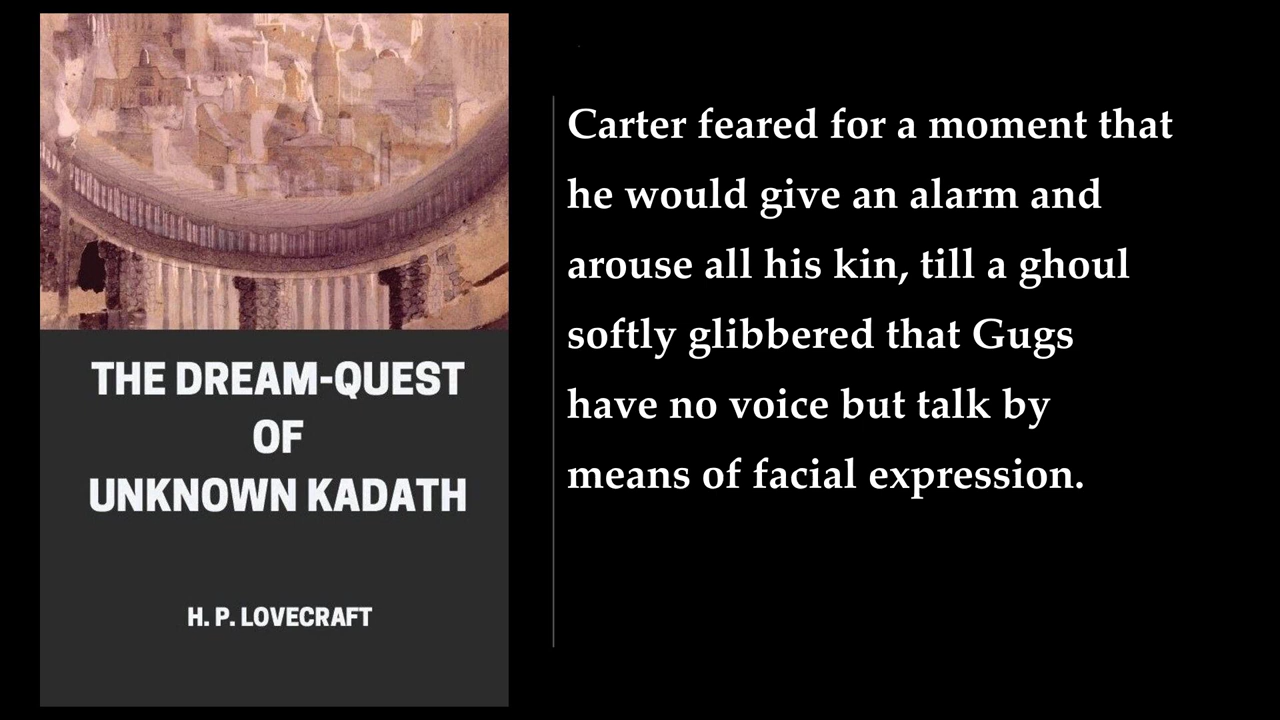 THE DREAM-QUEST
OF
UNKNOWN KADATH
H. P. LOVECRAFT
Carter feared for a moment that
he would give an alarm and
arouse all his kin, till a ghoul
softly glibbered that Gugs
have no voice but talk by
means of facial expression.